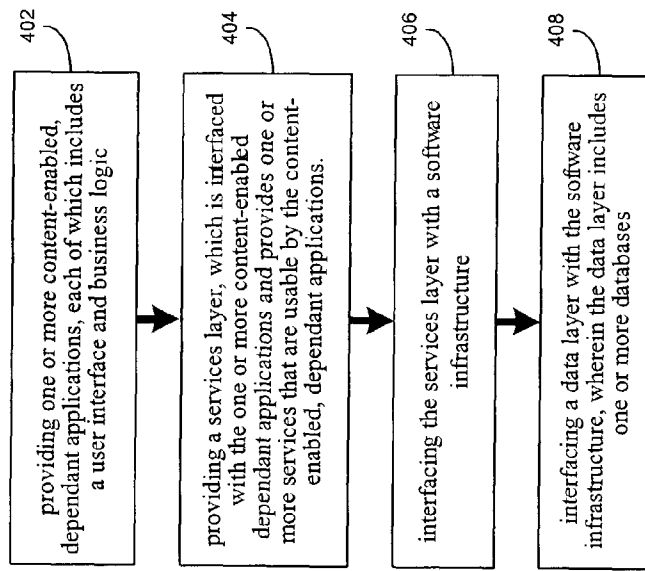 402
providing one or more content-enabled,
dependant applications, each of which includes
a user interface and business logic
404
providing a services layer, which is interfaced
with the one or more content-enabled
dependant applications and provides one or
more services that are usable by the content-
enabled, dependant applications.
406
interfacing the services layer with a software
infrastructure
408
interfacing a data layer with the software
infrastructure, wherein the data layer includes
one or more databases